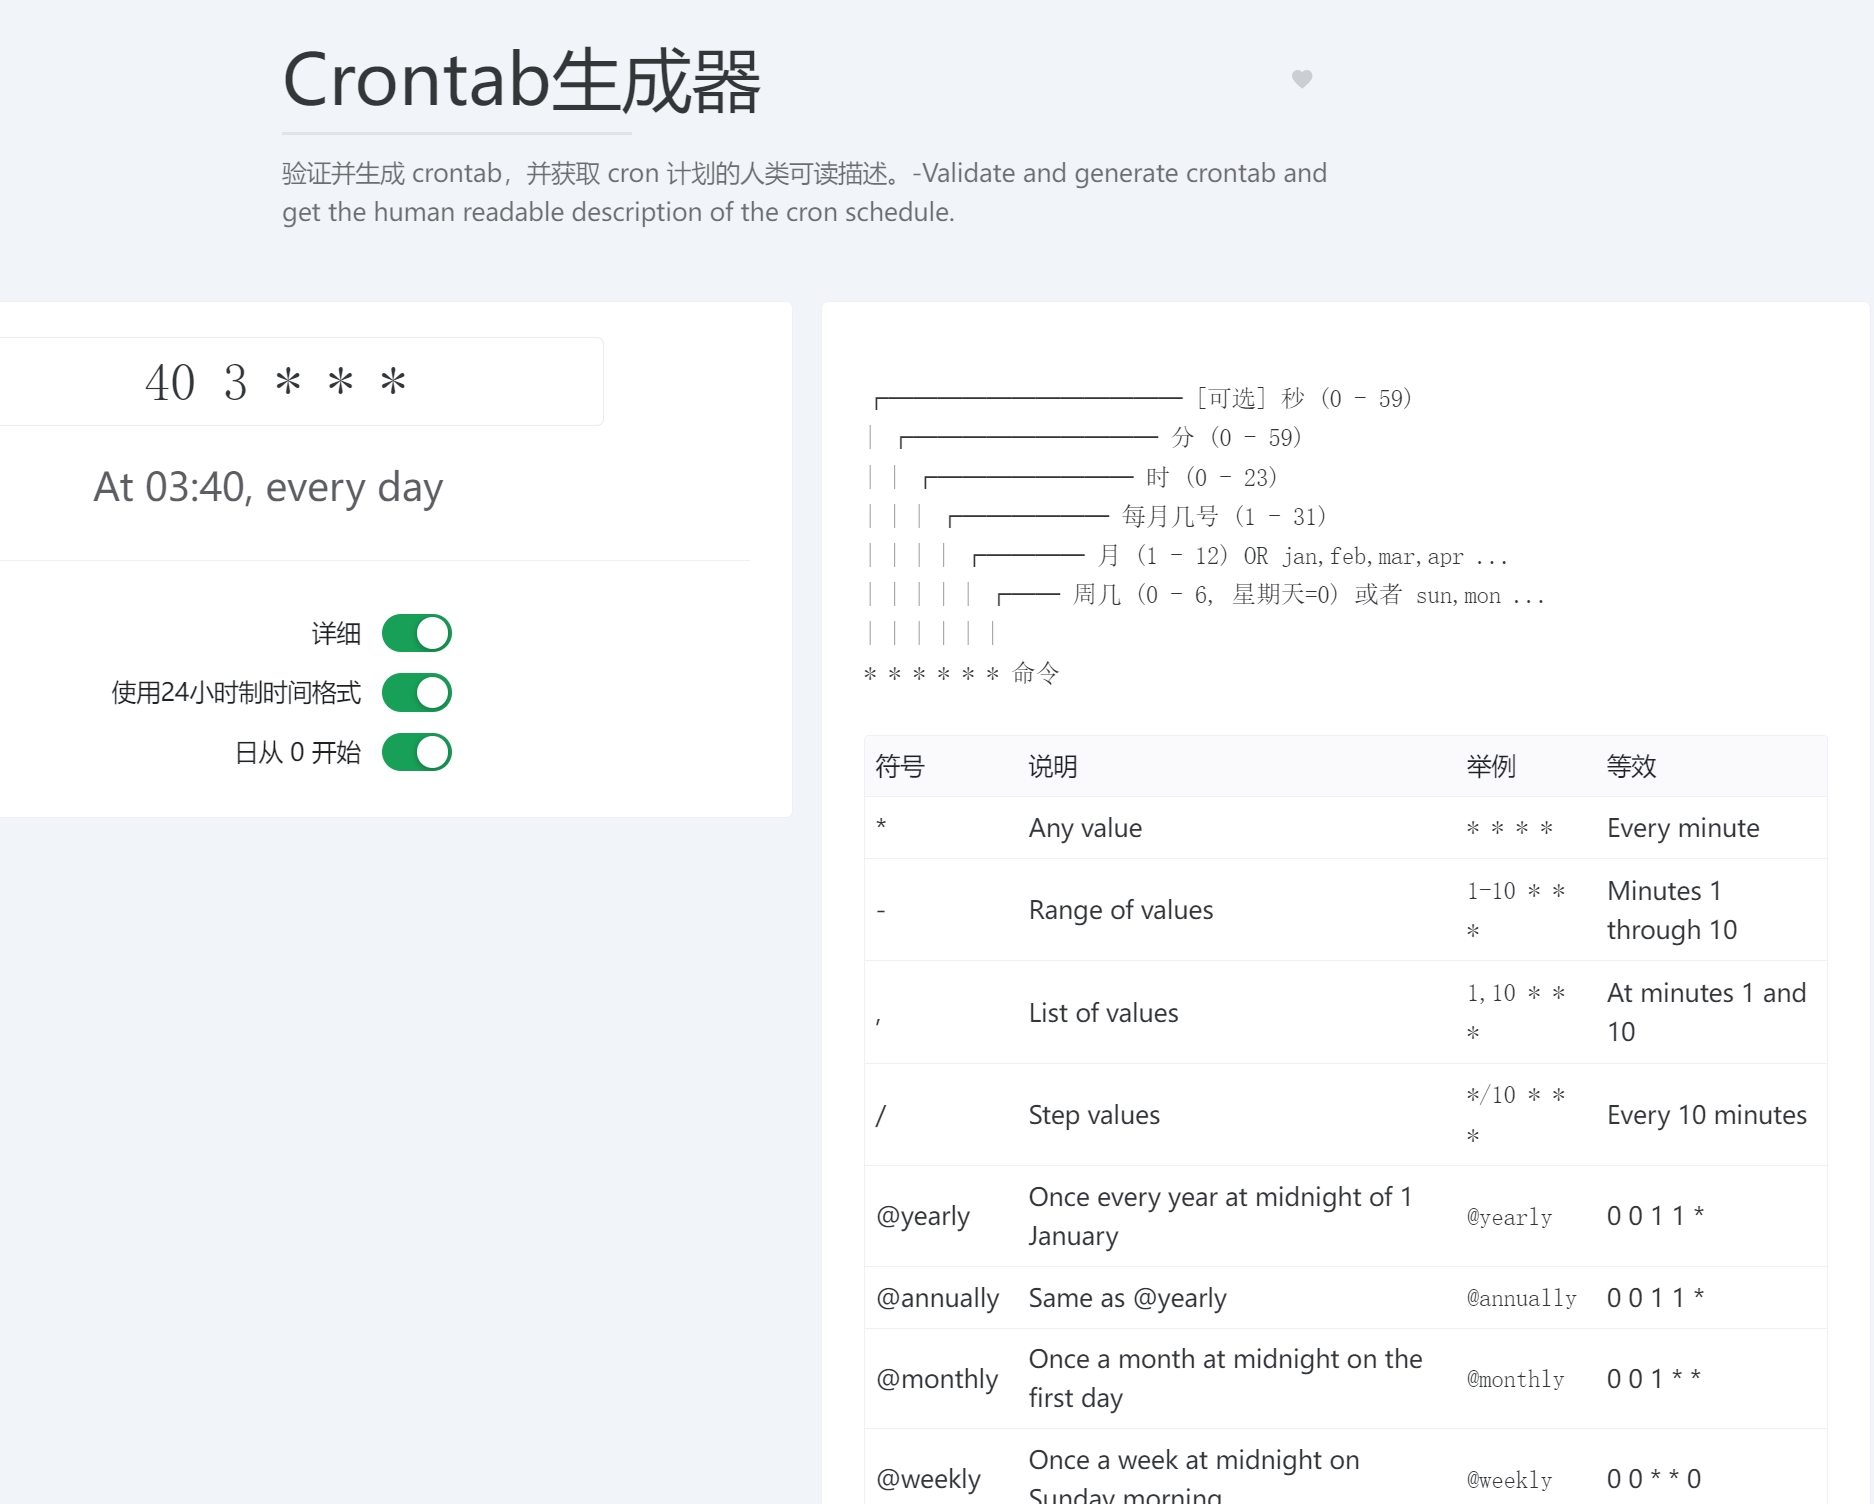 Crontab生成器
验证并生成 crontab，并获取 cron 计划的人类可读描述。-Validate and generate crontab and
get the human readable description of the cron schedule.
40 3 * * *
At 03:40, every day
详细
使用24小时制时间格式
日从 0 开始
[可选] 秒 (0 - 59)
分 (0 - 59)
时 (0 - 23)
每月几号 (1 - 31)
月 (1 - 12) OR jan,feb,mar,apr ...
周几 (0 - 6, 星期天=0) 或者 sun,mon ...
* * * * * * 命令
符号 说明 举例 等效
* Any value * * * * Every minute
- Range of values 1-10 * * * Minutes 1 through 10
, List of values 1,10 * * * At minutes 1 and 10
/ Step values */10 * * * Every 10 minutes
@yearly Once every year at midnight of 1 January @yearly 0 0 1 1 *
@annually Same as @yearly @annually 0 0 1 1 *
@monthly Once a month at midnight on the first day @monthly 0 0 1 * *
@weekly Once a week at midnight on Sunday morning @weekly 0 0 * * 0